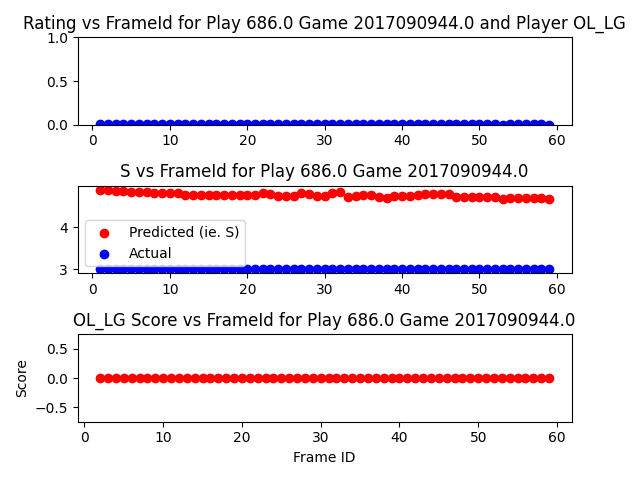 Rating vs FrameId for Play 686.0 Game 2017090944.0 and Player OL_LG
1.0
0.5
0.0
0 10 20 30 40 50 60
S vs FrameId for Play 686.0 Game 2017090944.0
4
Predicted (ie. S)
Actual
3
0 10 20 30 40 50 60
OL_LG Score vs FrameId for Play 686.0 Game 2017090944.0
0.5
0.0
−0.5
Score
0 10 20 30 40 50 60
Frame ID